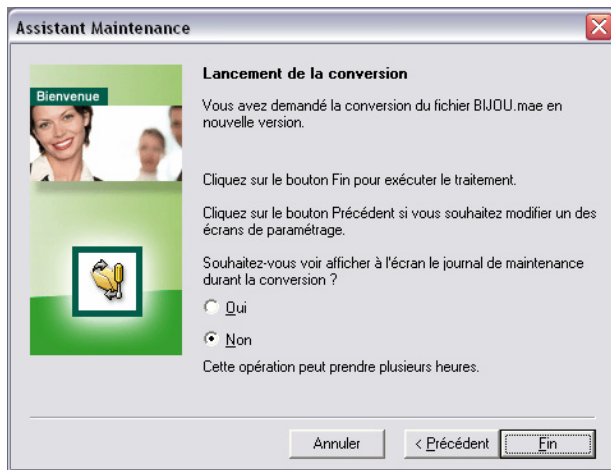 Assistant Maintenance
Bienvenue
Lancement de la conversion
Vous avez demandé la conversion du fichier BIJOU.mae en
nouvelle version.
Cliquez sur le bouton Fin pour exécuter le traitement.
Cliquez sur le bouton Précédent si vous souhaitez modifier un des
écrans de paramétrage.
Souhaitez-vous voir afficher à l'écran le journal de maintenance
durant la conversion ?
Oui
Non
Cette opération peut prendre plusieurs heures.
Annuler
< Précédent
Fin